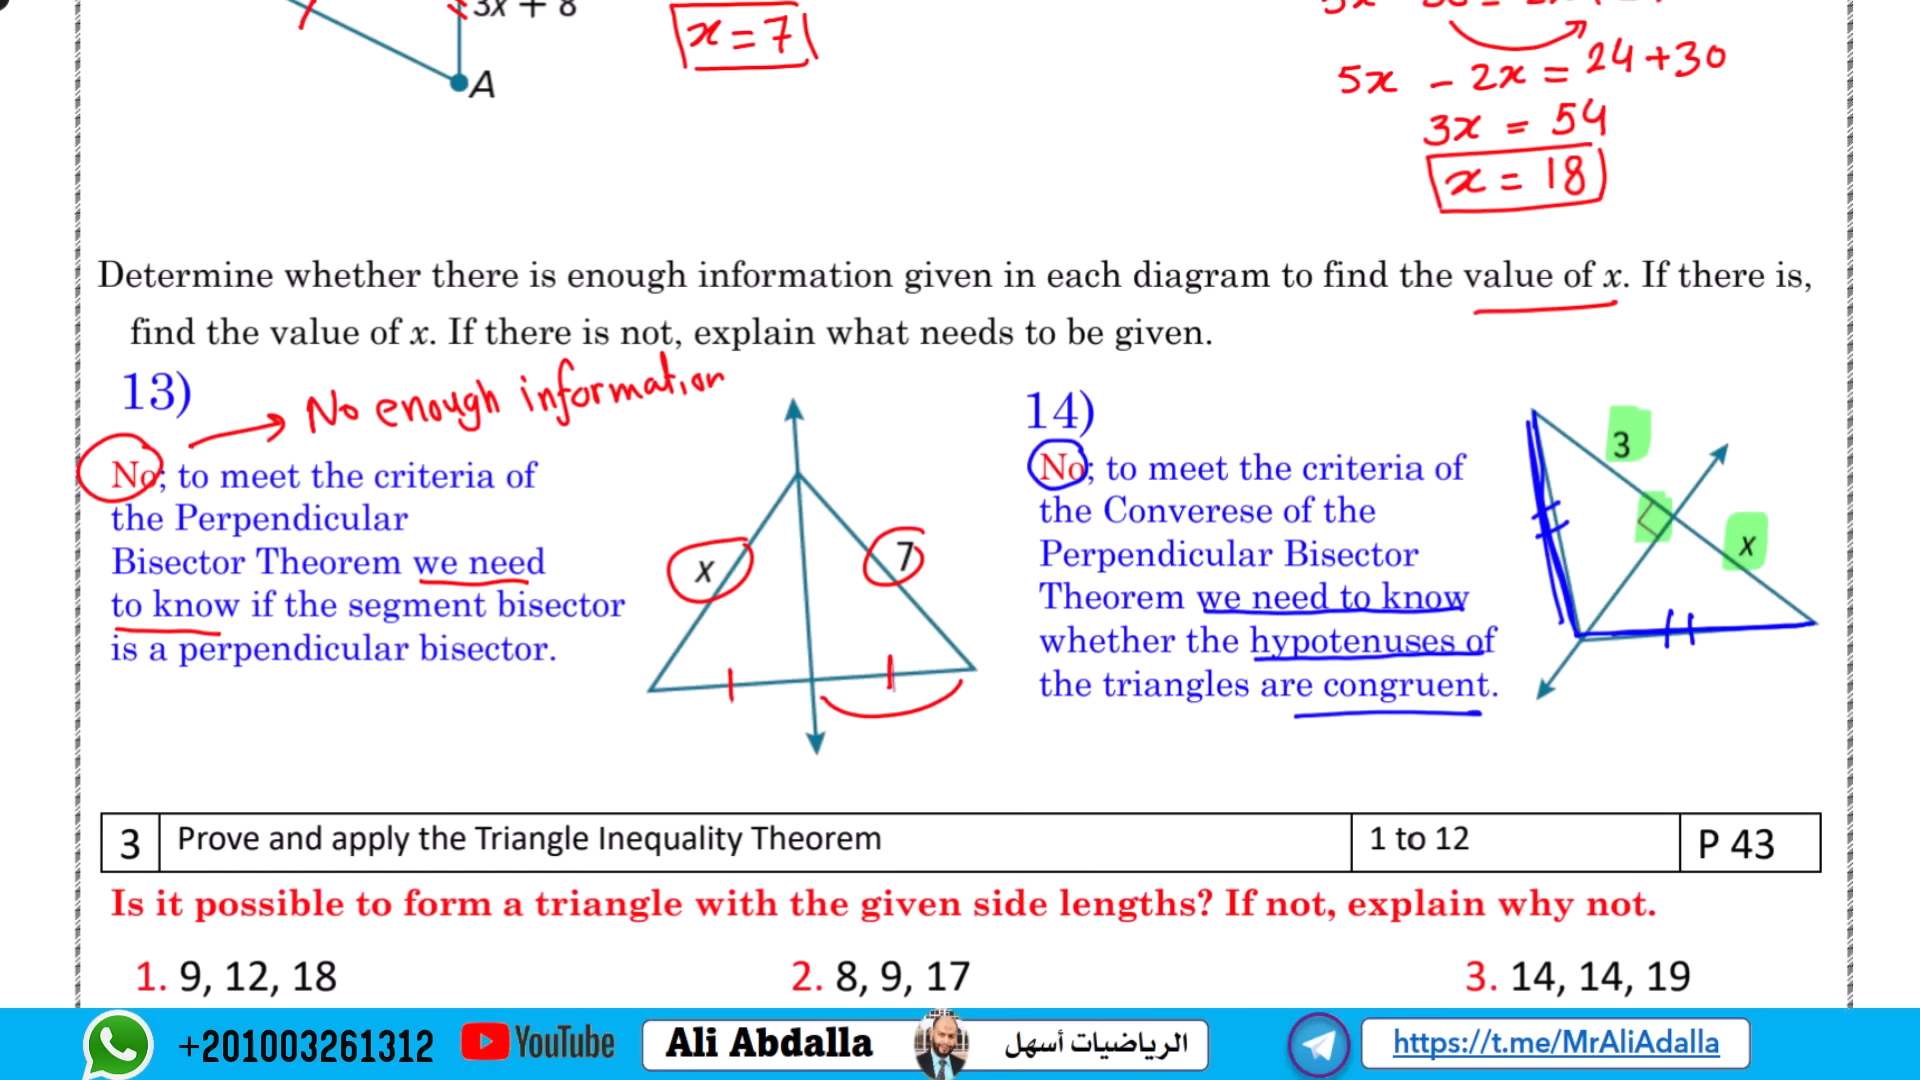 3x + 8
A
x = 7
5x - 2x = 24+30
3x = 54
x = 18
Determine whether there is enough information given in each diagram to find the value of x. If there is,
find the value of x. If there is not, explain what needs to be given.
13)
No enough information
No; to meet the criteria of
the Perpendicular
Bisector Theorem we need
to know if the segment bisector
is a perpendicular bisector.
x
7
14)
No; to meet the criteria of
the Converese of the
Perpendicular Bisector
Theorem we need to know
whether the hypotenuses of
the triangles are congruent.
3
x
3 Prove and apply the Triangle Inequality Theorem 1 to 12 P 43
Is it possible to form a triangle with the given side lengths? If not, explain why not.
1. 9, 12, 18 2. 8, 9, 17 3. 14, 14, 19
+201003261312 YouTube Ali Abdalla الرياضيات أسهل https://t.me/MrAliAdalla